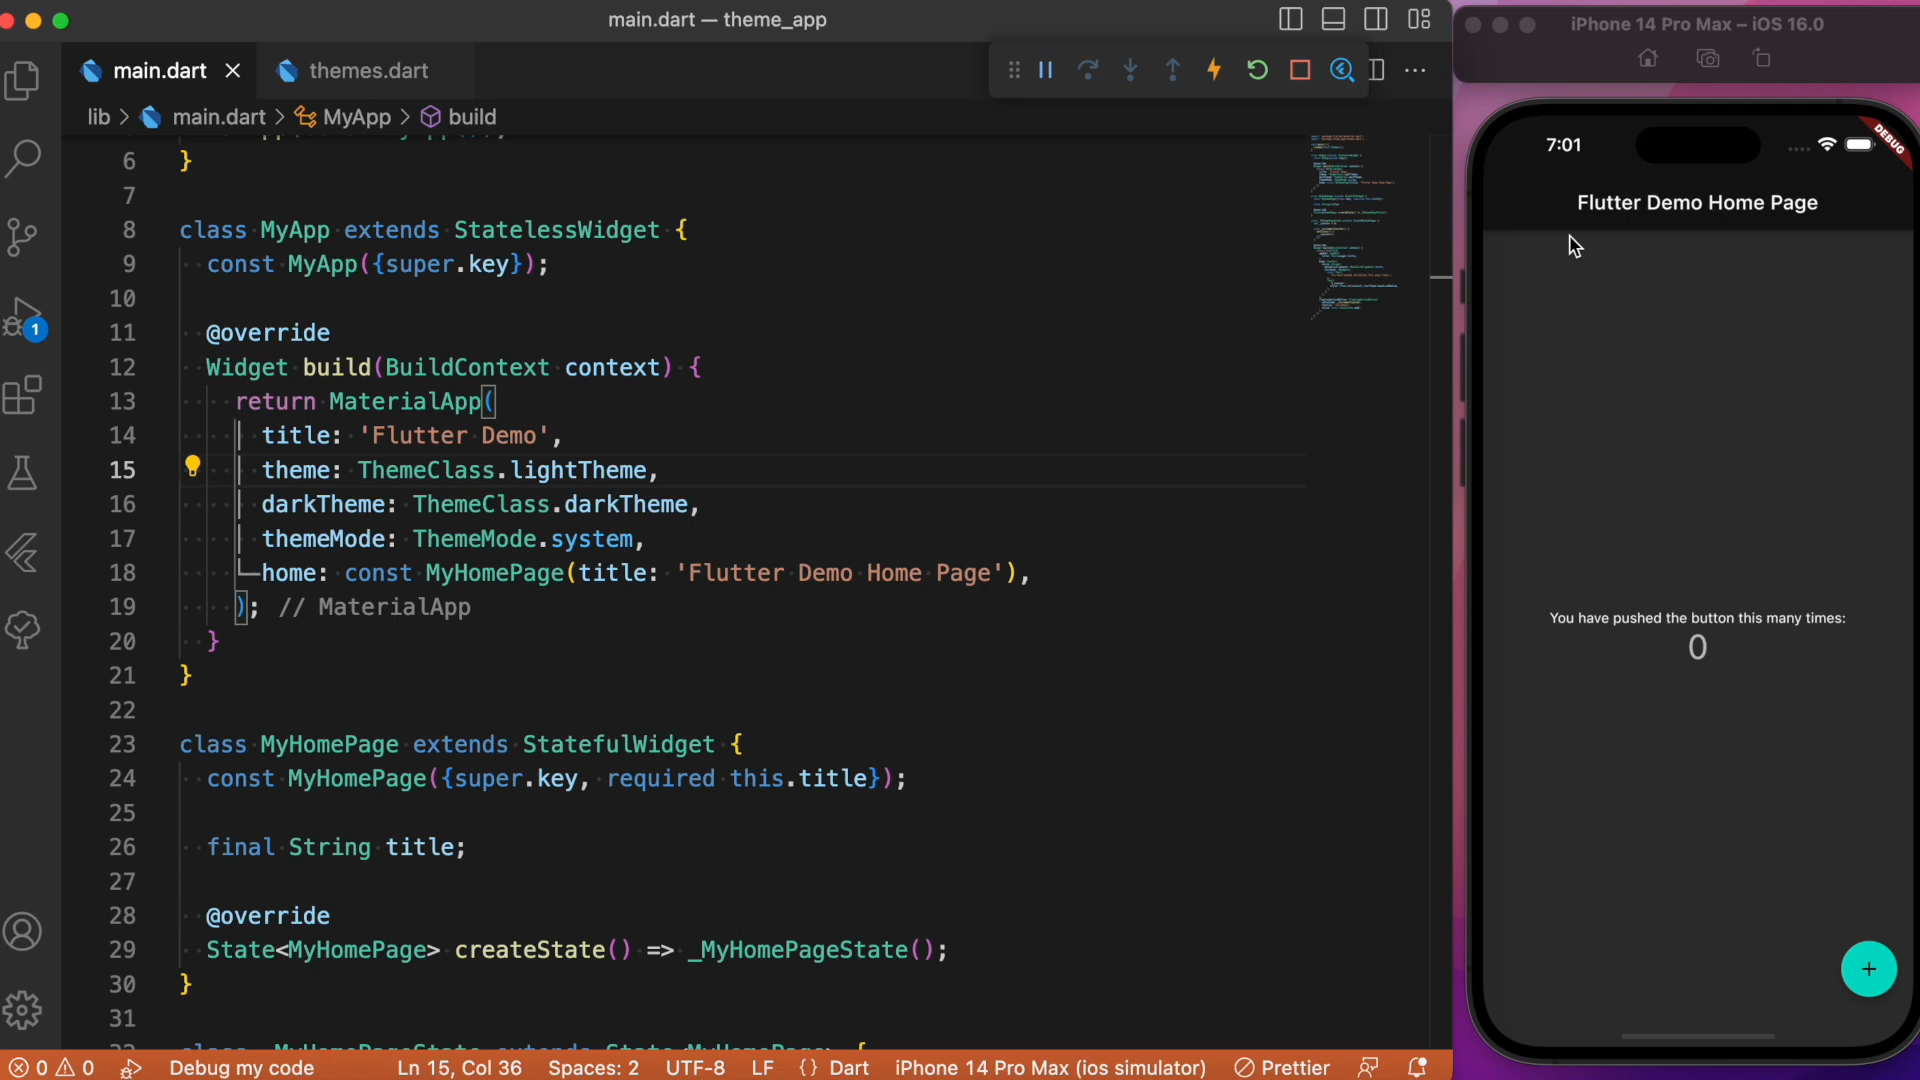 main.dart — theme_app
main.dart
themes.dart
lib > main.dart > MyApp > build
6 }
7
8 class MyApp extends StatelessWidget {
9 const MyApp({super.key});
10
11 @override
12 Widget build(BuildContext context) {
13 return MaterialApp(
14 title: 'Flutter Demo',
15 theme: ThemeClass.lightTheme,
16 darkTheme: ThemeClass.darkTheme,
17 themeMode: ThemeMode.system,
18 home: const MyHomePage(title: 'Flutter Demo Home Page'),
19 ); // MaterialApp
20 }
21 }
22
23 class MyHomePage extends StatefulWidget {
24 const MyHomePage({super.key, required this.title});
25
26 final String title;
27
28 @override
29 State<MyHomePage> createState() => _MyHomePageState();
30 }
31
1
0 0 Debug my code Ln 15, Col 36 Spaces: 2 UTF-8 LF {} Dart iPhone 14 Pro Max (ios simulator) Prettier
iPhone 14 Pro Max – iOS 16.0
7:01
DEBUG
Flutter Demo Home Page
You have pushed the button this many times:
0
+